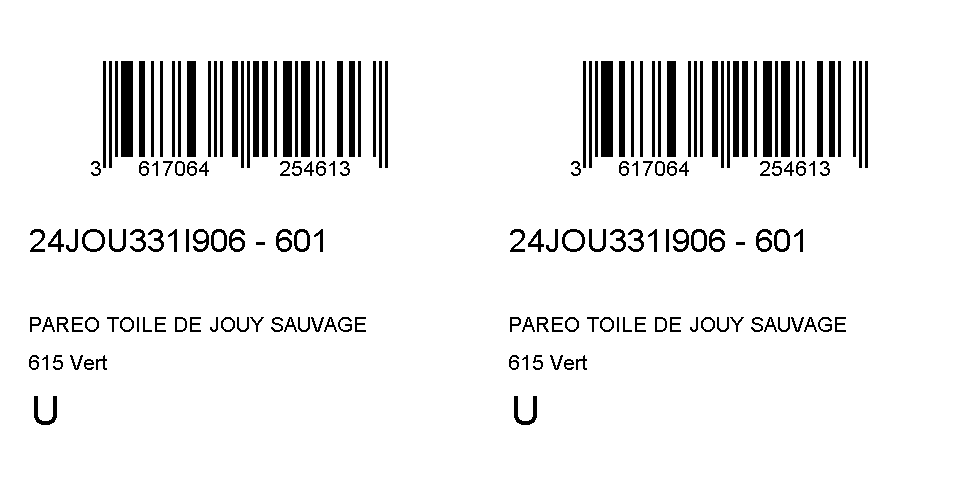 3 617064 254613
24JOU331I906 - 601
PAREO TOILE DE JOUY SAUVAGE
615 Vert
U
3 617064 254613
24JOU331I906 - 601
PAREO TOILE DE JOUY SAUVAGE
615 Vert
U